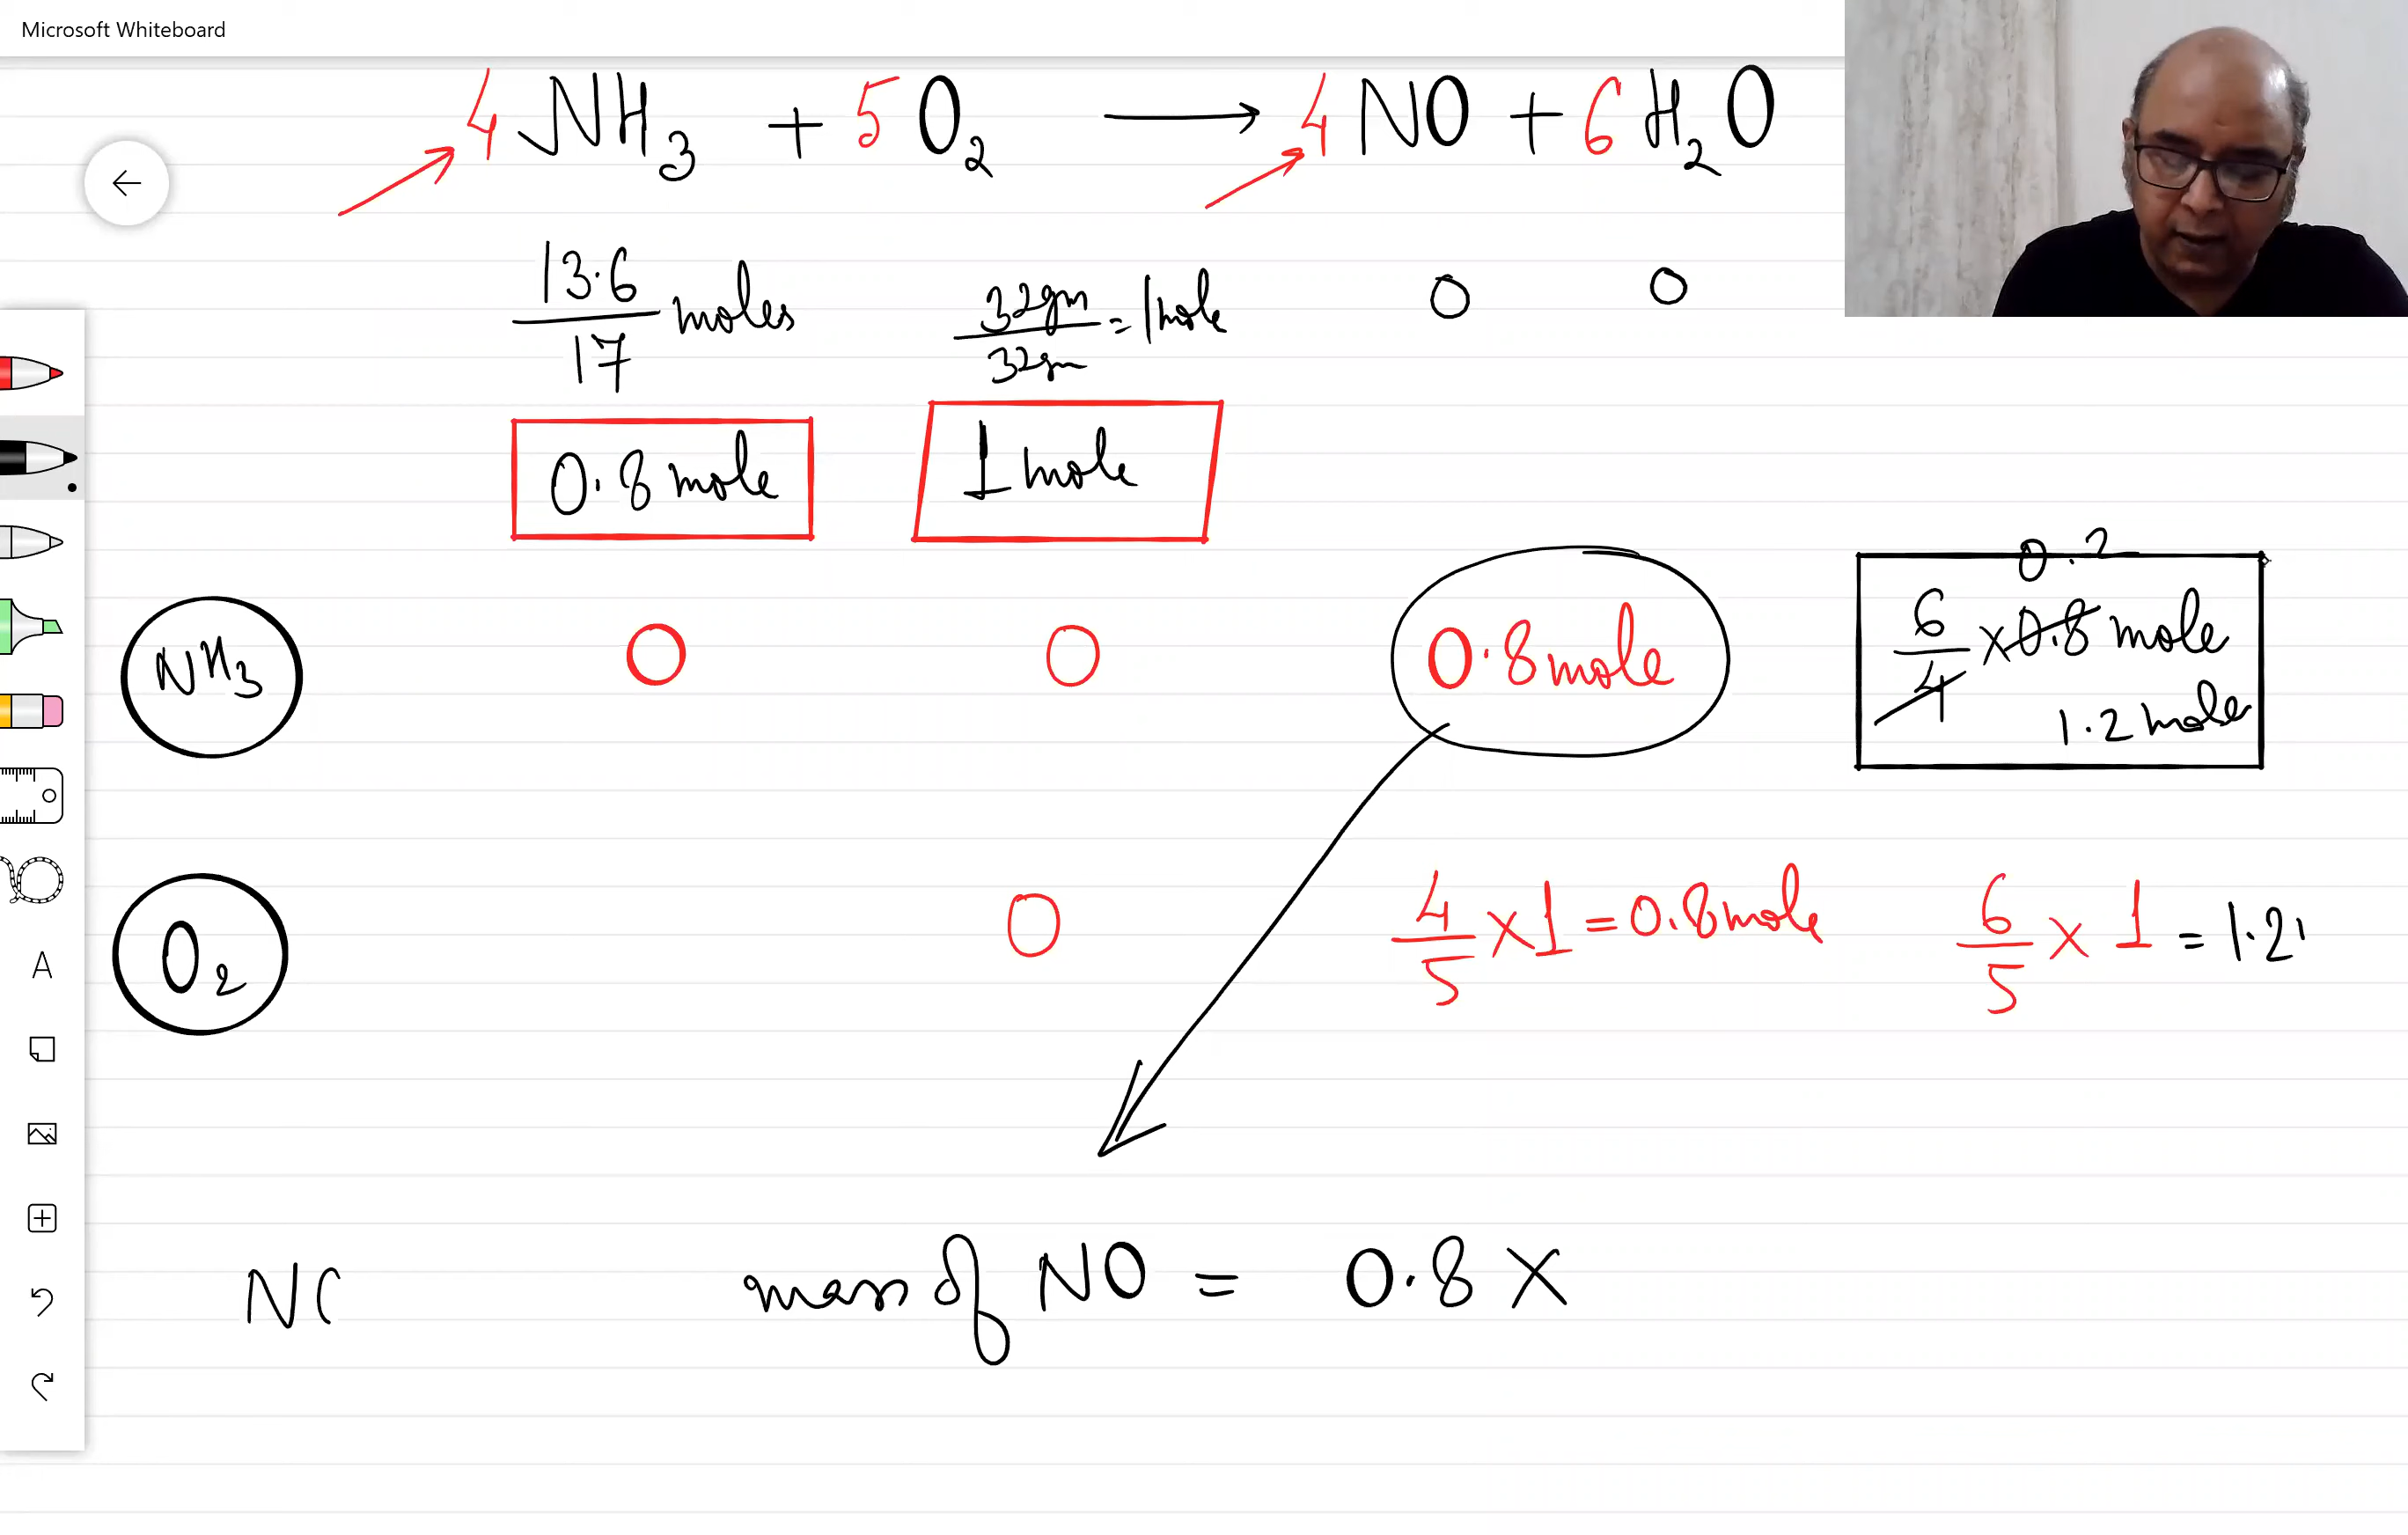 Microsoft Whiteboard
4 NH3 + 5 O2 ⟶ 4 NO + 6 H2O
13.6/17 moles 32gm/32gm = 1 mole 0 0
0.8 mole 1 mole
0.2
NH3 0 0 0.8 mole 6/4 × 0.8 mole
1.2 mole
O2 0 4/5 × 1 = 0.8 mole 6/5 × 1 = 1.2
A
NC mass of NO = 0.8 ×